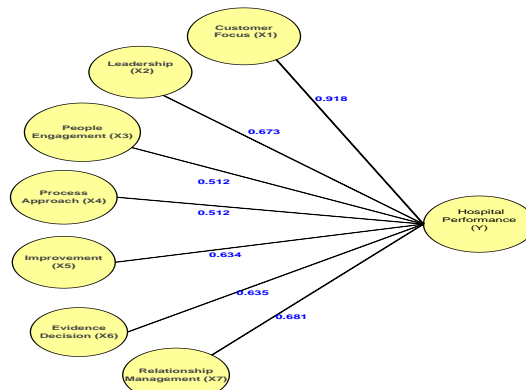 Customer
Focus (X1)
Leadership
(X2)
0.918
0.673
People
Engagement (X3)
0.512
Process
Approach (X4)
0.512
Hospital
Performance
(Y)
Improvement
(X5)
0.634
0.635
Evidence
Decision (X6)
0.681
Relationship
Management (X7)